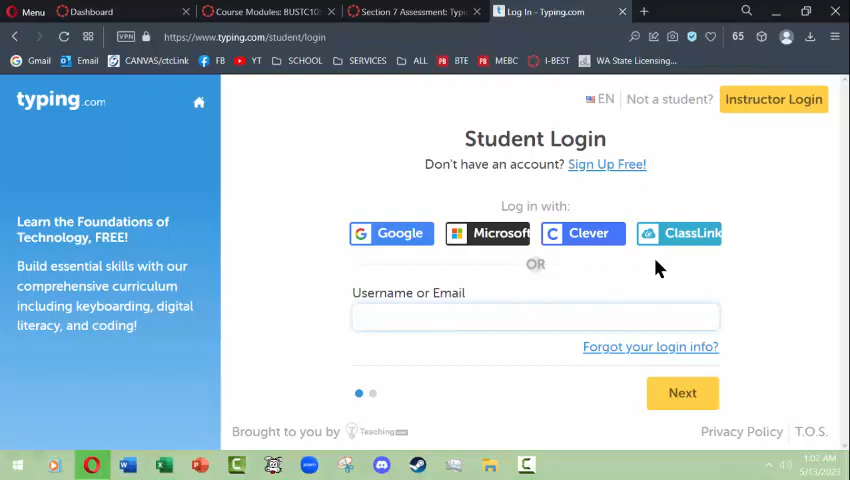 Menu
Dashboard
Course Modules: BUSTC10
Section 7 Assessment: Typi
Log In - Typing.com
VPN
https://www.typing.com/student/login
65
Gmail
Email
CANVAS/ctcLink
FB
YT
SCHOOL
SERVICES
ALL
BTE
MEBC
I-BEST
WA State Licensing...
typing.com
EN
Not a student?
Instructor Login
Student Login
Don't have an account? Sign Up Free!
Learn the Foundations of
Technology, FREE!
Build essential skills with our
comprehensive curriculum
including keyboarding, digital
literacy, and coding!
Log in with:
Google
Microsoft
Clever
ClassLink
OR
Username or Email
Forgot your login info?
Next
Brought to you by
Teaching.com
Privacy Policy
T.O.S.
1:07 AM
5/13/2023